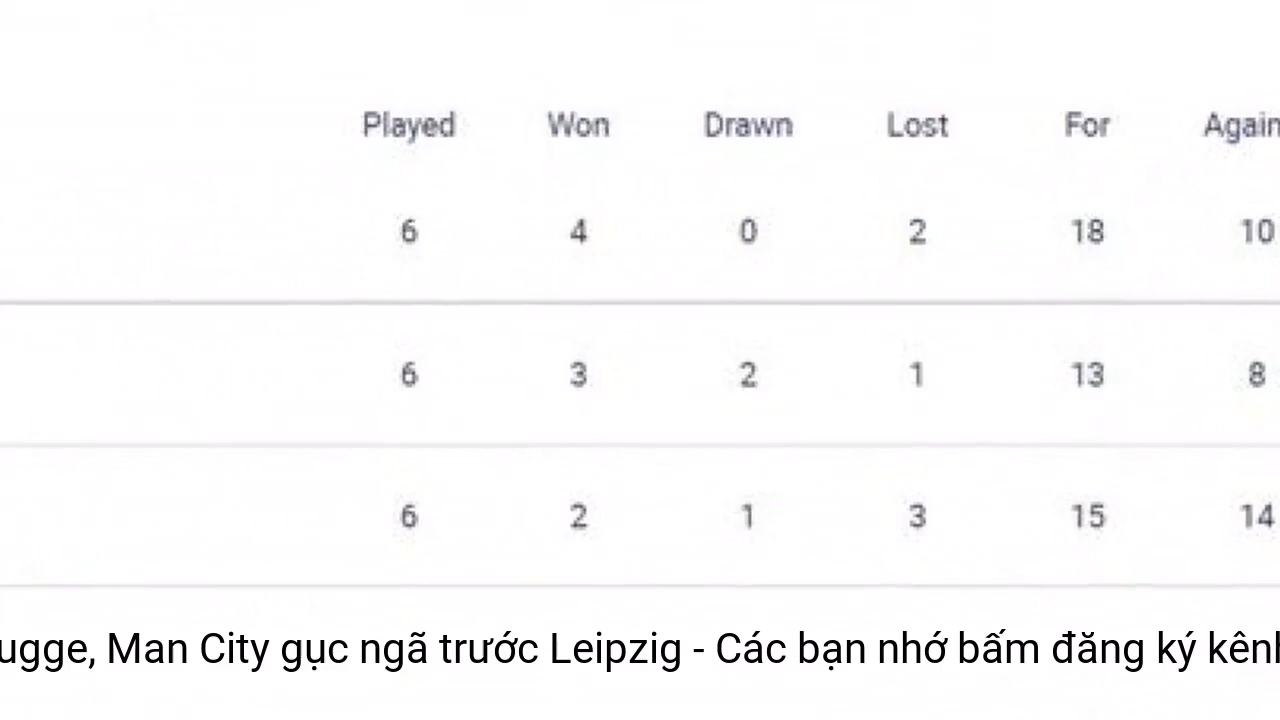 Played Won Drawn Lost For Again
6 4 0 2 18 10
6 3 2 1 13 8
6 2 1 3 15 14
ugge, Man City gục ngã trước Leipzig - Các bạn nhớ bấm đăng ký kênh